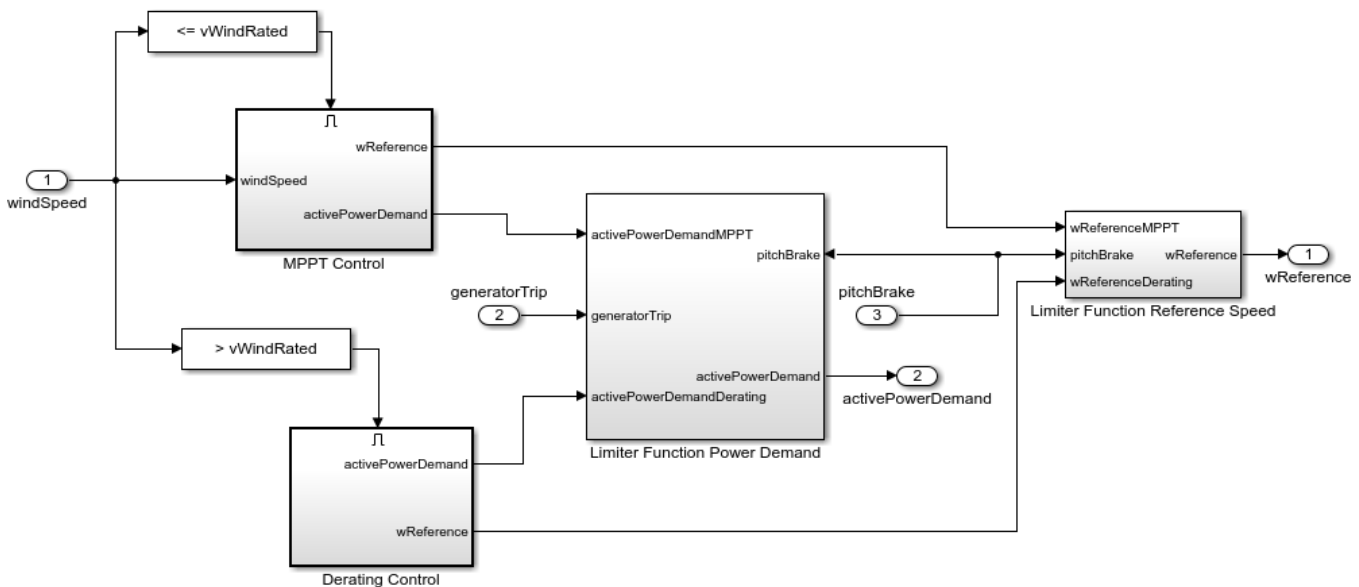 <= vWindRated
1
windSpeed
windSpeed
wReference
activePowerDemand
MPPT Control
> vWindRated
activePowerDemand
wReference
Derating Control
generatorTrip
2
activePowerDemandMPPT
pitchBrake
generatorTrip
activePowerDemand
activePowerDemandDerating
Limiter Function Power Demand
pitchBrake
3
2
activePowerDemand
wReferenceMPPT
pitchBrake
wReference
wReferenceDerating
Limiter Function Reference Speed
1
wReference